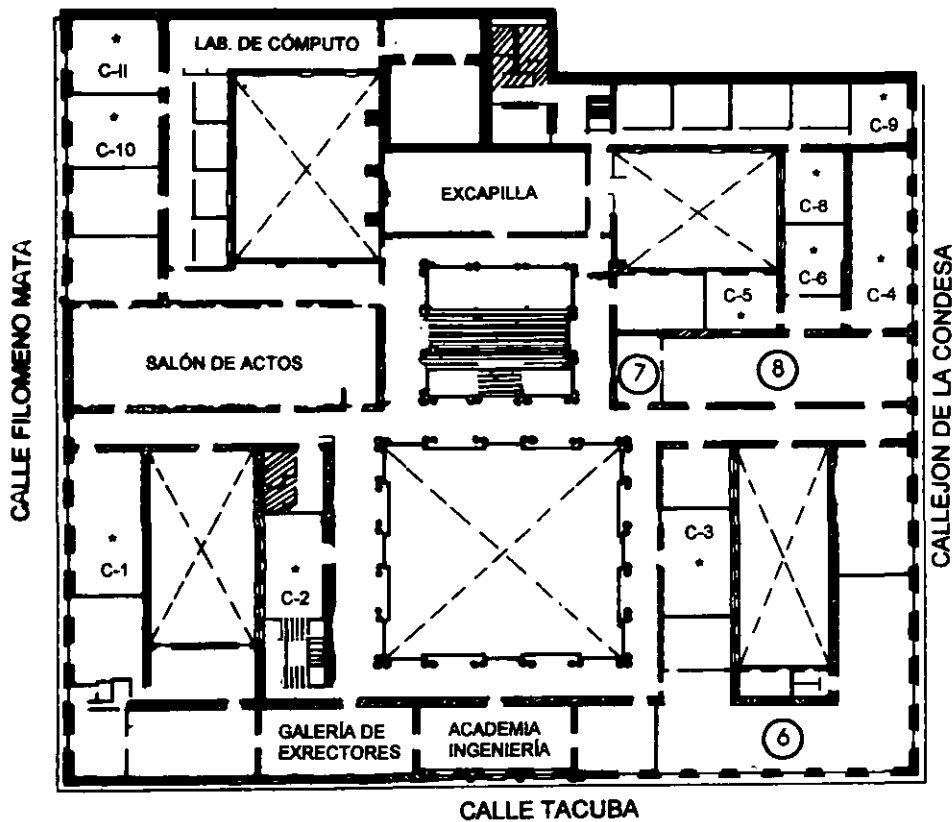 LAB. DE CÓMPUTO
*
C-II
*
C-10
*
C-9
EXCAPILLA
*
C-8
*
C-6
*
C-4
C-5
*
CALLE FILOMENO MATA
SALÓN DE ACTOS
7
8
CALLEJON DE LA CONDESA
*
C-1
*
C-2
C-3
*
GALERÍA DE
EXRECTORES
ACADEMIA
INGENIERÍA
6
CALLE TACUBA